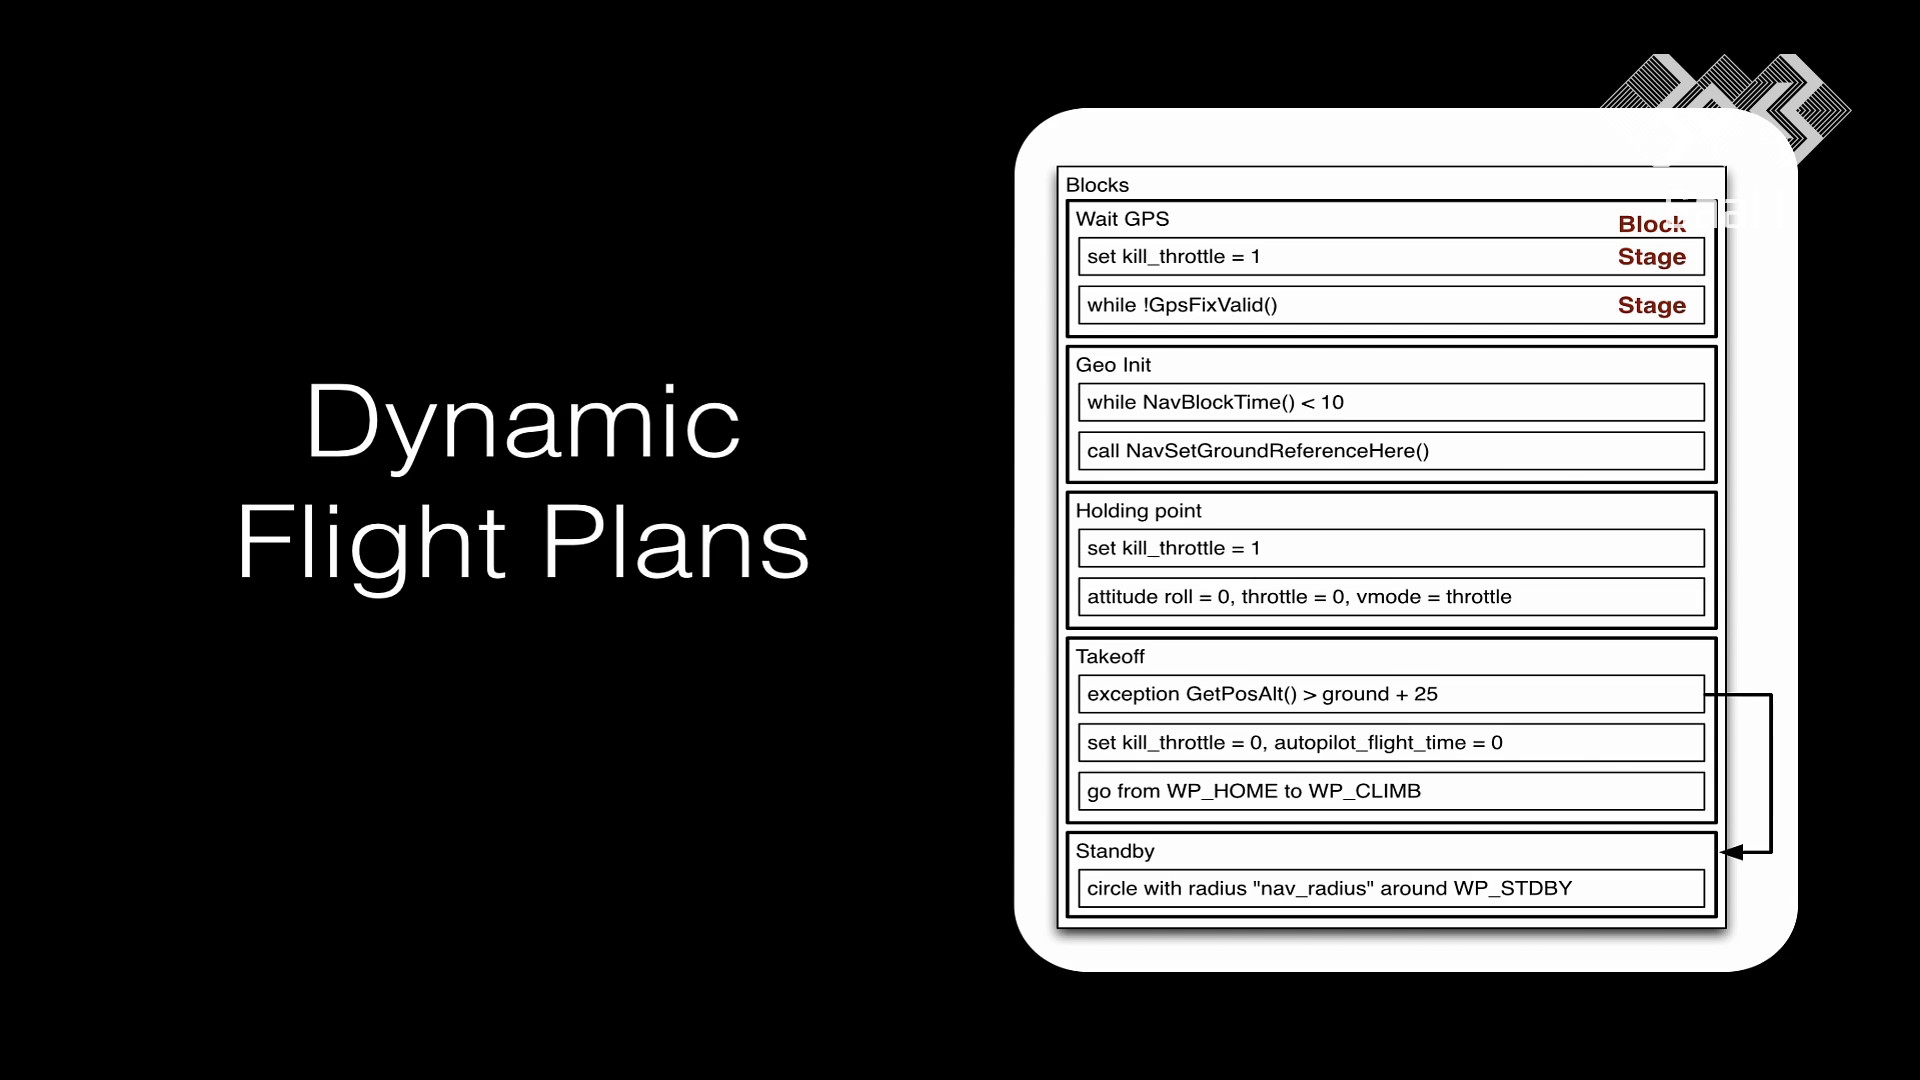 Dynamic
Flight Plans
Blocks
Wait GPS
Block
set kill_throttle = 1
Stage
while !GpsFixValid()
Stage
Geo Init
while NavBlockTime() < 10
call NavSetGroundReferenceHere()
Holding point
set kill_throttle = 1
attitude roll = 0, throttle = 0, vmode = throttle
Takeoff
exception GetPosAlt() > ground + 25
set kill_throttle = 0, autopilot_flight_time = 0
go from WP_HOME to WP_CLIMB
Standby
circle with radius "nav_radius" around WP_STDBY